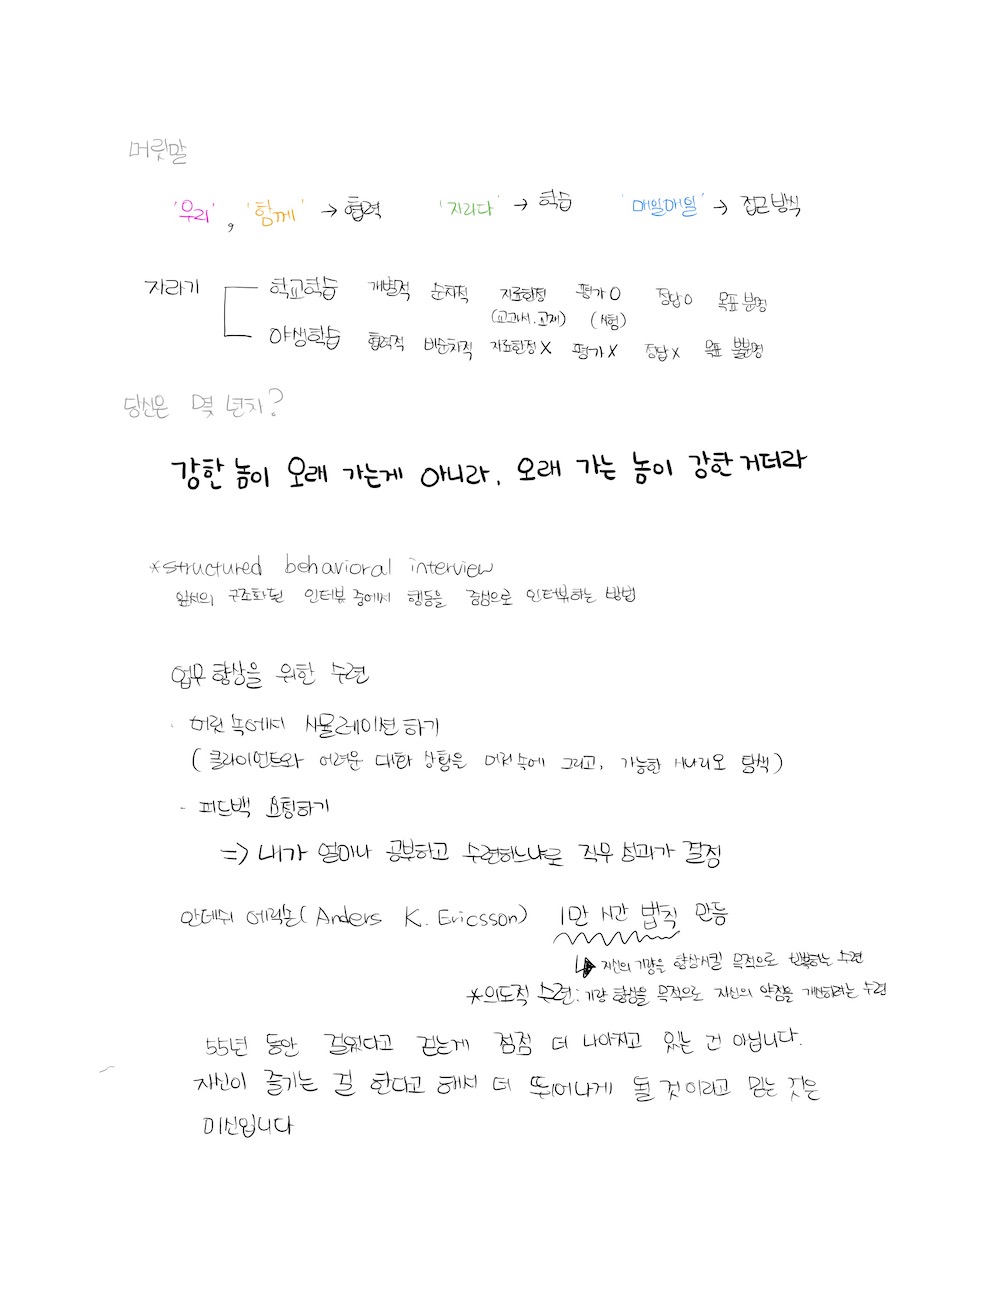 머릿말
'우리', '함께' → 협력 '자라다' → 학습 '매일매일' → 접근방식
자라기 학교학습 개별적 순차적 자료한정 평가O 정답O 목표 분명
(교과서.교재) (시험)
야생학습 협력적 비순차적 자료한정X 평가X 정답X 목표 불분명
당신은 몇 년차?
강한 놈이 오래 가는게 아니라, 오래 가는 놈이 강한거더라
*structured behavioral interview
일의 구조화된 인터뷰 중에서 행동을 중점으로 인터뷰하는 방법
업무 향상을 위한 수련
· 머릿 속에서 시뮬레이션 하기
(클라이언트와 어려운 대화 상황을 머릿속에 그리고, 가능한 시나리오 탐색)
· 피드백 요청하기
=> 내가 얼마나 공부하고 수련하느냐로 직무 성과가 결정
안데쉬 에릭손(Anders K. Ericsson) 1만 시간 법칙 만듬
↳ 자신의 기량을 향상시킬 목적으로 반복하는 수련
*의도적 수련: 기량 향상을 목적으로 자신의 약점을 개선하려는 수련
55년 동안 걸었다고 걷는게 점점 더 나아지고 있는 건 아닙니다.
자신이 즐기는 걸 한다고 해서 더 뛰어나게 될 것이라고 믿는 것은
미신입니다